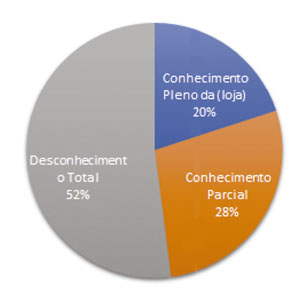 Conhecimento
Pleno da (loja)
20%
Desconheciment
o Total
52%
Conhecimento
Parcial
28%